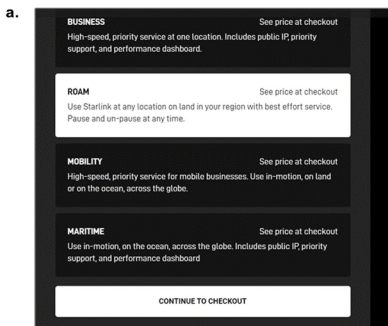 a.
BUSINESS See price at checkout
High-speed, priority service at one location. Includes public IP, priority
support, and performance dashboard.
ROAM See price at checkout
Use Starlink at any location on land in your region with best effort service.
Pause and un-pause at any time.
MOBILITY See price at checkout
High-speed, priority service for mobile businesses. Use in-motion, on land
or on the ocean, across the globe.
MARITIME See price at checkout
Use in-motion, on the ocean, across the globe. Includes public IP, priority
support, and performance dashboard
CONTINUE TO CHECKOUT